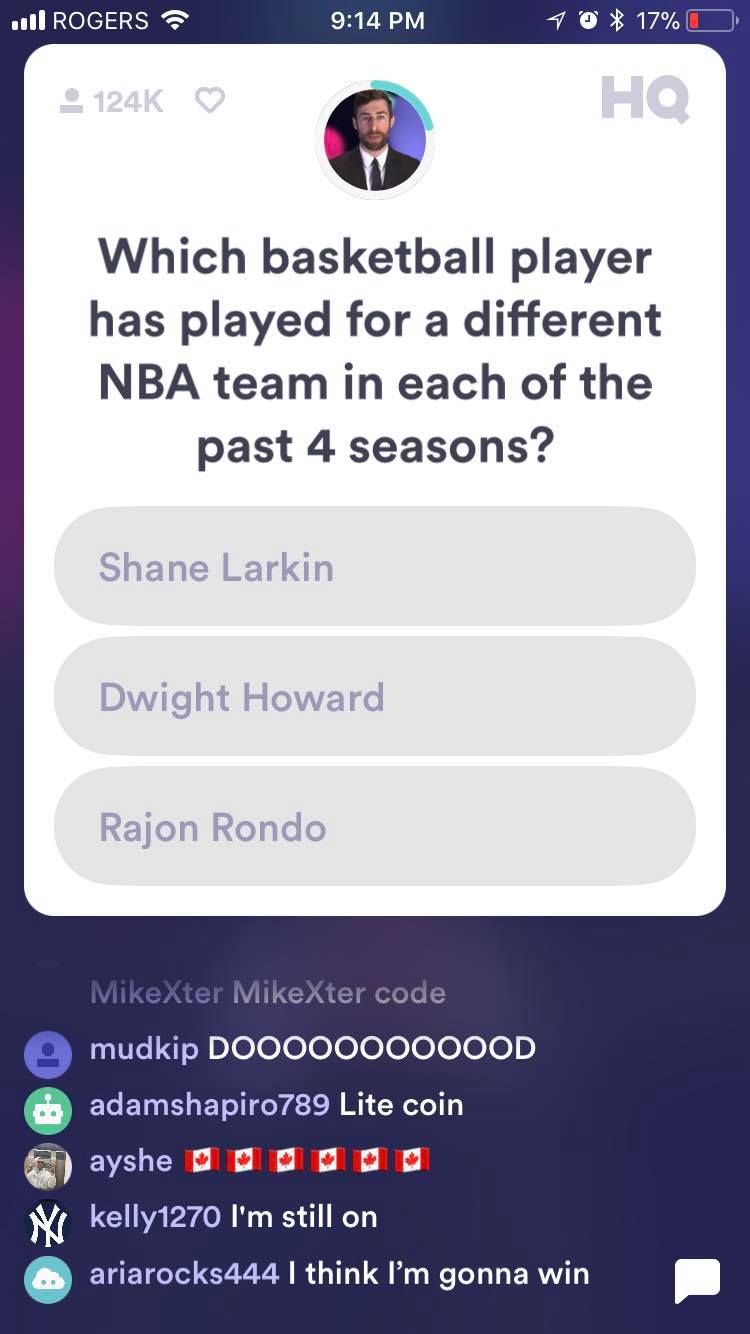 ROGERS 9:14 PM 17%
124K HQ
Which basketball player
has played for a different
NBA team in each of the
past 4 seasons?
Shane Larkin
Dwight Howard
Rajon Rondo
MikeXter MikeXter code
mudkip DOOOOOOOOOOOOD
adamshapiro789 Lite coin
ayshe
kelly1270 I'm still on
ariarocks444 I think I’m gonna win